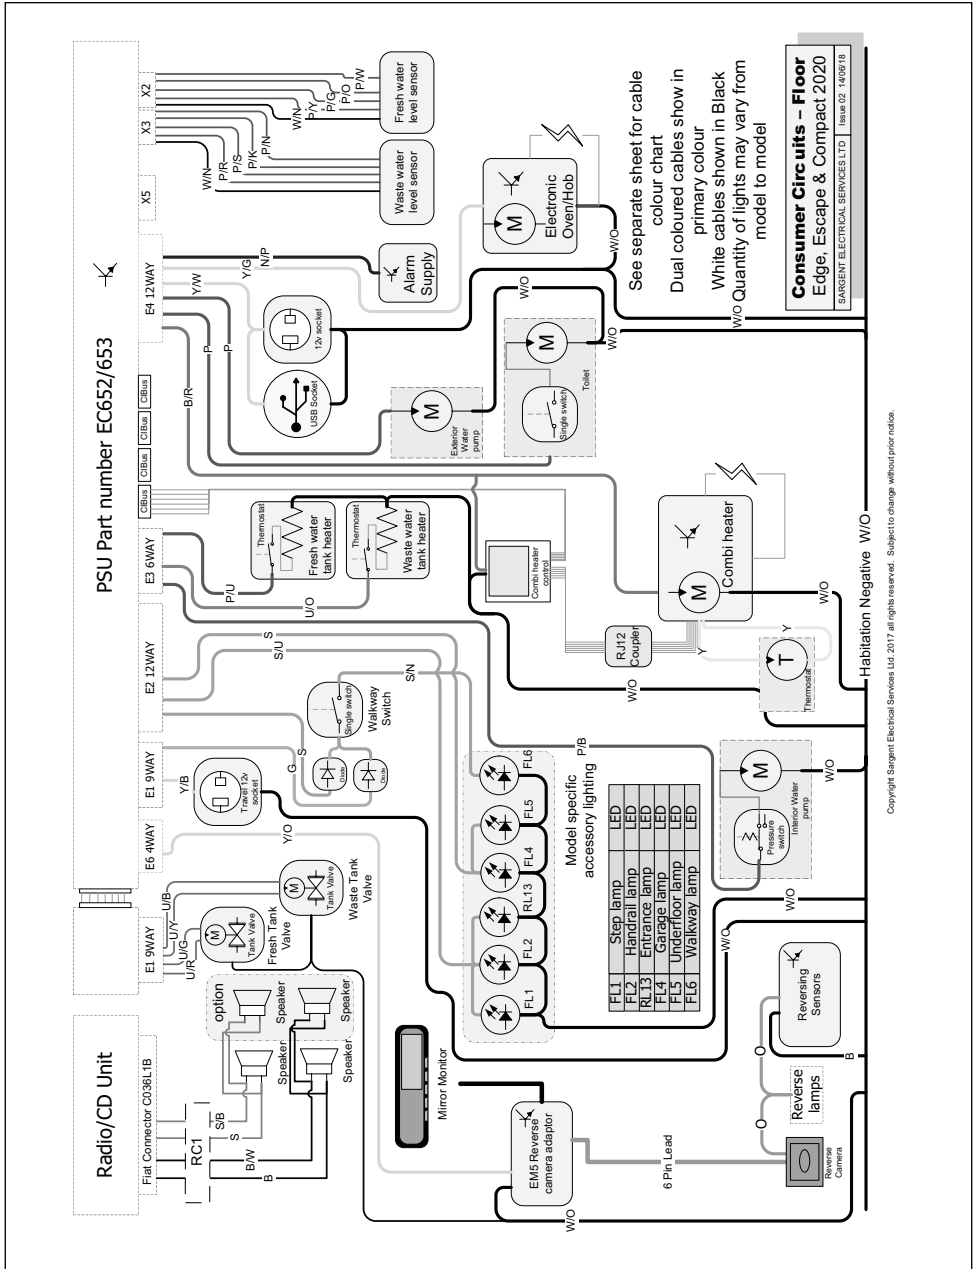 PSU Part number EC652/653
Radio/CD Unit
Fiat Connector C036L1B
E1 9WAY
E6 4WAY
E1 9WAY
E2 12WAY
E3 6WAY
CIBus
CIBus
CIBus
CIBus
E4 12WAY
X5
X3
X2
RC1
S/B
S
B/W
B
option
Speaker
Speaker
Speaker
Speaker
U/R
U/G
U/Y
U/B
Tank Valve
Fresh Tank
Valve
M
Tank Valve
Waste Tank
Valve
M
Y/O
Y/B
Travel 12v
socket
G
S
Diode
Diode
Single switch
Walkway
Switch
S/U
S
S/N
P/U
U/O
Thermostat
Fresh water
tank heater
Thermostat
Waste water
tank heater
B/R
P
P
Y/W
Y/G
N/P
USB Socket
12v socket
Alarm
Supply
W/N
P/R
P/S
P/K
P/N
Waste water
level sensor
W/N
P/Y
P/G
P/O
P/W
Fresh water
level sensor
M
Exterior
Water
pump
M
Single switch
Toilet
W/O
W/O
M
Electronic
Oven/Hob
W/O
W/O
Mirror Monitor
FL1
FL2
RL13
FL4
FL5
FL6
Model specific
accessory lighting
FL1 Step lamp LED
FL2 Handrail lamp LED
RL13 Entrance lamp LED
FL4 Garage lamp LED
FL5 Underfloor lamp LED
FL6 Walkway lamp LED
P/B
Combi heater
control
RJ12
Coupler
M
Combi heater
W/O
W/O
Y
Y
T
Thermostat
M
Pressure
switch
Interior Water
pump
W/O
W/O
W/O
EM5 Reverse
camera adaptor
W/O
6 Pin Lead
Reverse
Camera
O
O
Reverse
lamps
Reversing
Sensors
B
Habitation Negative W/O
See separate sheet for cable
colour chart
Dual coloured cables show in
primary colour
White cables shown in Black
Quantity of lights may vary from
model to model
Consumer Circuits – Floor
Edge, Escape & Compact 2020
SARGENT ELECTRICAL SERVICES LTD Issue 02 14/06/18
Copyright Sargent Electrical Services Ltd. 2017 all rights reserved. Subject to change without prior notice.